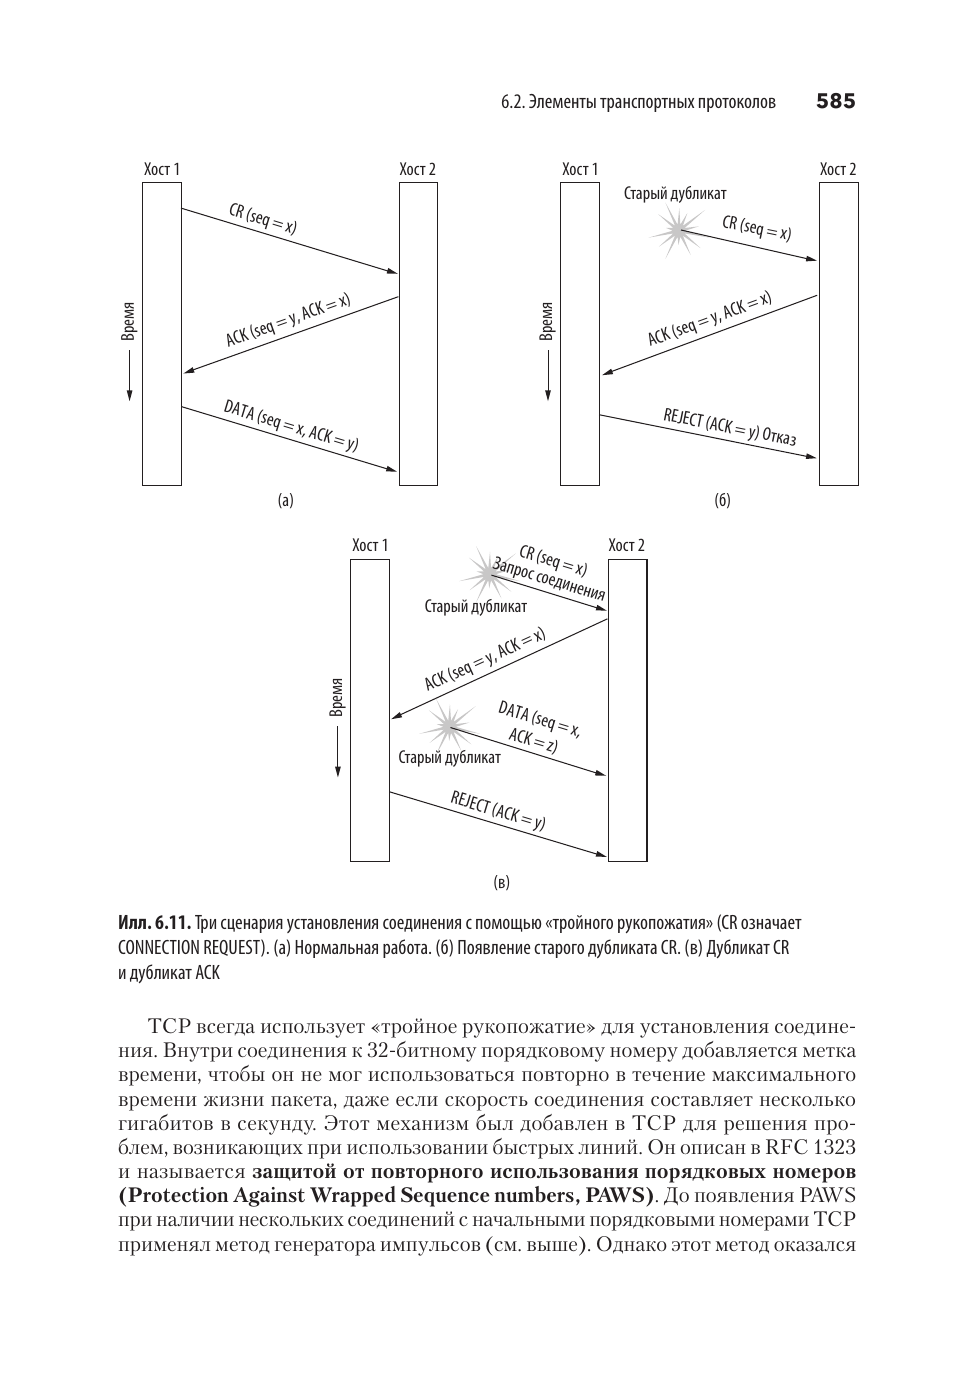 6.2. Элементы транспортных протоколов 585
Хост 1
Хост 2
CR (seq = x)
ACK (seq = y, ACK = x)
DATA (seq = x, ACK = y)
Время
(а)
Хост 1
Хост 2
Старый дубликат
CR (seq = x)
ACK (seq = y, ACK = x)
REJECT (ACK = y) Отказ
Время
(б)
Хост 1
Хост 2
CR (seq = x)
Запрос соединения
Старый дубликат
ACK (seq = y, ACK = x)
DATA (seq = x,
ACK = z)
Старый дубликат
REJECT (ACK = y)
Время
(в)
Илл. 6.11. Три сценария установления соединения с помощью «тройного рукопожатия» (CR означает
CONNECTION REQUEST). (а) Нормальная работа. (б) Появление старого дубликата CR. (в) Дубликат CR
и дубликат ACK
TCP всегда использует «тройное рукопожатие» для установления соедине-
ния. Внутри соединения к 32-битному порядковому номеру добавляется метка
времени, чтобы он не мог использоваться повторно в течение максимального
времени жизни пакета, даже если скорость соединения составляет несколько
гигабитов в секунду. Этот механизм был добавлен в TCP для решения про-
блем, возникающих при использовании быстрых линий. Он описан в RFC 1323
и называется защитой от повторного использования порядковых номеров
(Protection Against Wrapped Sequence numbers, PAWS). До появления PAWS
при наличии нескольких соединений с начальными порядковыми номерами TCP
применял метод генератора импульсов (см. выше). Однако этот метод оказался